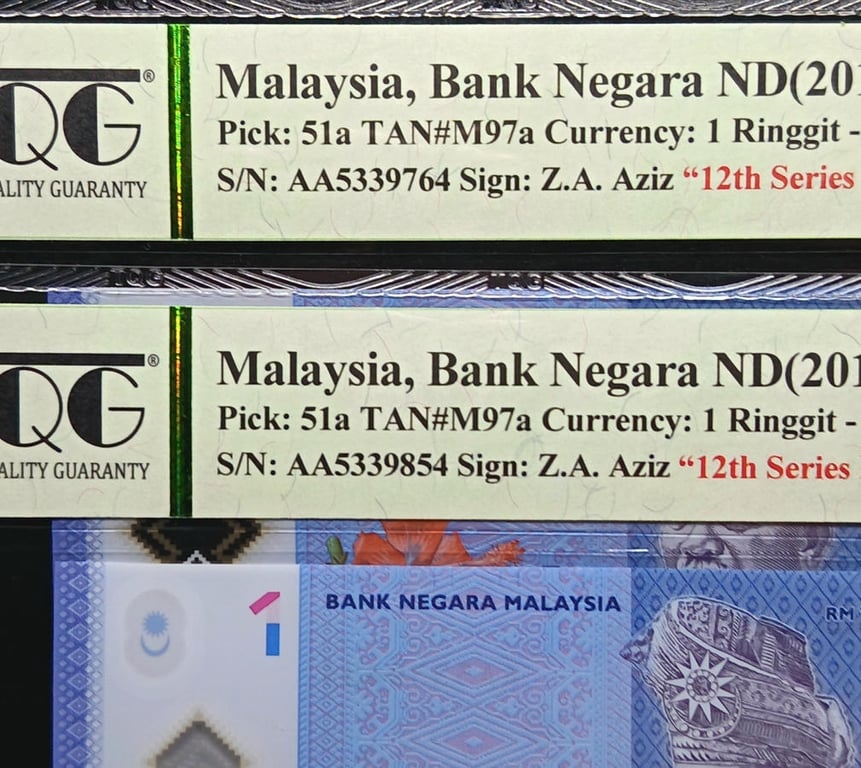 QG®
ALITY GUARANTY
Malaysia, Bank Negara ND(201
Pick: 51a TAN#M97a Currency: 1 Ringgit -
S/N: AA5339764 Sign: Z.A. Aziz “12th Series
QG®
ALITY GUARANTY
Malaysia, Bank Negara ND(201
Pick: 51a TAN#M97a Currency: 1 Ringgit -
S/N: AA5339854 Sign: Z.A. Aziz “12th Series
1
BANK NEGARA MALAYSIA
RM